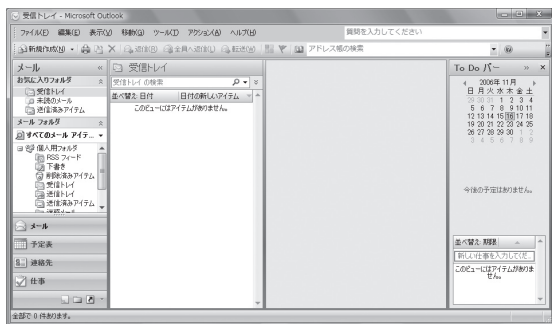 受信トレイ - Microsoft Outlook
ファイル(F) 編集(E) 表示(V) 移動(G) ツール(T) アクション(A) ヘルプ(H)
質問を入力してください
新規作成(N) 返信(R) 全員へ返信(L) 転送(W) アドレス帳の検索
メール
お気に入りフォルダ
受信トレイ
未読のメール
送信済みアイテム
メール フォルダ
すべてのメール アイテ...
個人用フォルダ
RSS フィード
下書き
削除済みアイテム
受信トレイ
送信トレイ
送信済みアイテム
メール
予定表
連絡先
仕事
受信トレイ
受信トレイ の検索
並べ替え: 日付 日付の新しいアイテム
このビューにはアイテムがありません。
To Do バー
2006年 11月
日 月 火 水 木 金 土
29 30 31 1 2 3 4
5 6 7 8 9 10 11
12 13 14 15 16 17 18
19 20 21 22 23 24 25
26 27 28 29 30 1 2
3 4 5 6 7 8 9
今後の予定はありません。
並べ替え: 期限
新しい仕事を入力してくだ...
このビューにはアイテムがありま
せん。
全部で 0 件あります。